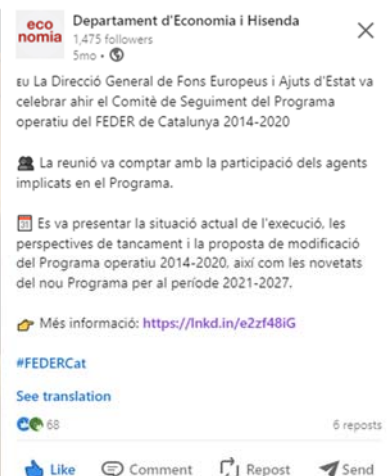 eco
nomia
Departament d'Economia i Hisenda
1,475 followers
5mo •
EU La Direcció General de Fons Europeus i Ajuts d'Estat va
celebrar ahir el Comitè de Seguiment del Programa
operatiu del FEDER de Catalunya 2014-2020
La reunió va comptar amb la participació dels agents
implicats en el Programa.
31 Es va presentar la situació actual de l'execució, les
perspectives de tancament i la proposta de modificació
del Programa operatiu 2014-2020, així com les novetats
del nou Programa per al període 2021-2027.
Més informació: https://lnkd.in/e2zf48iG
#FEDERCat
See translation
68 6 reposts
Like Comment Repost Send